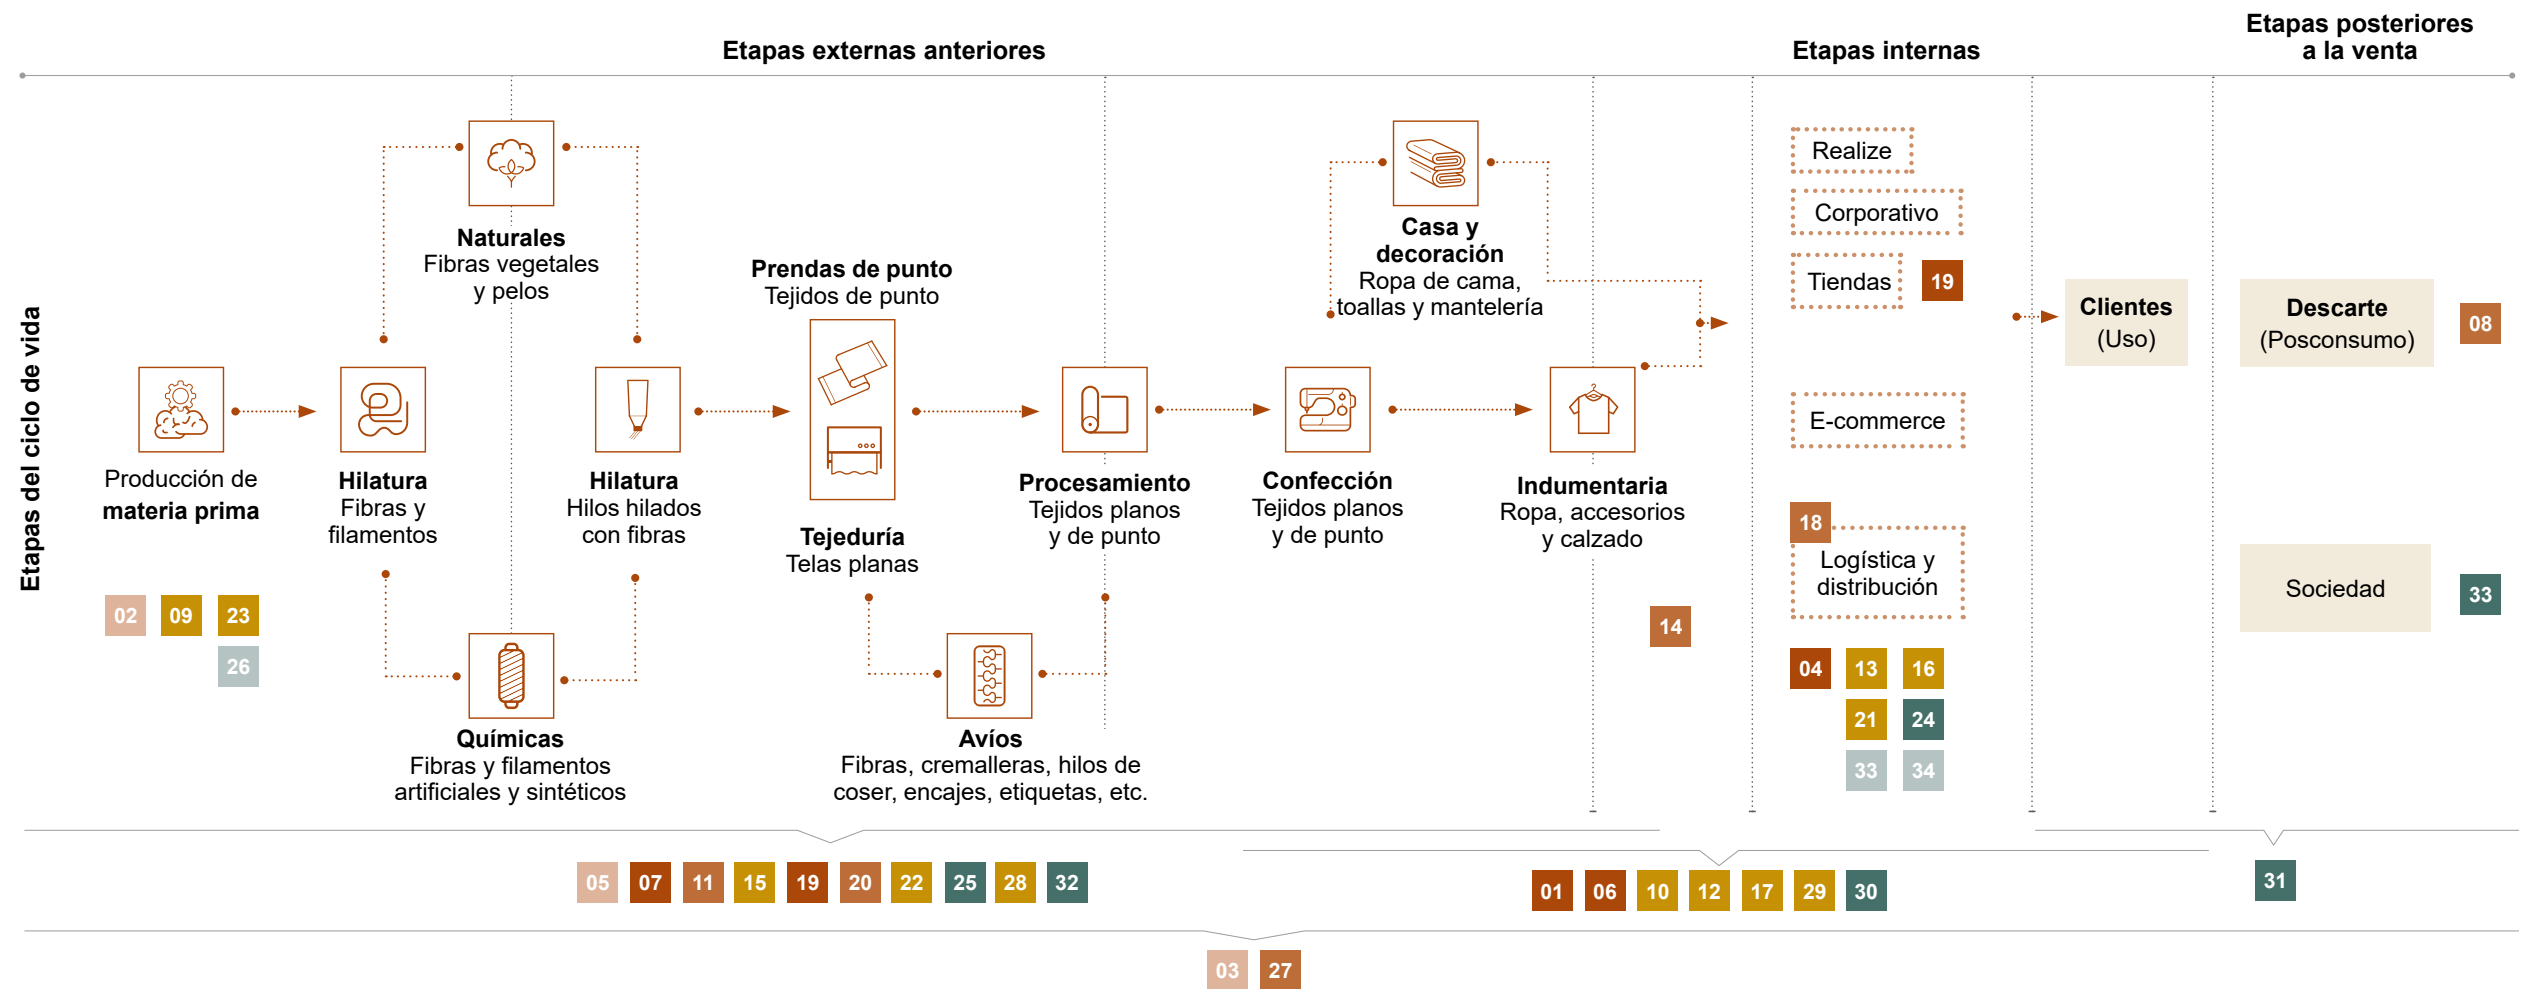 Etapas externas anteriores
Etapas internas
Etapas posteriores
a la venta
Etapas del ciclo de vida
Producción de
materia prima
02 09 23
26
Hilatura
Fibras y
filamentos
Naturales
Fibras vegetales
y pelos
Químicas
Fibras y filamentos
artificiales y sintéticos
Hilatura
Hilos hilados
con fibras
Prendas de punto
Tejidos de punto
Tejeduría
Telas planas
Avíos
Fibras, cremalleras, hilos de
coser, encajes, etiquetas, etc.
Procesamiento
Tejidos planos
y de punto
Confección
Tejidos planos
y de punto
Casa y
decoración
Ropa de cama,
toallas y mantelería
Indumentaria
Ropa, accesorios
y calzado
14
Realize
Corporativo
Tiendas 19
E-commerce
18
Logística y
distribución
04 13 16
21 24
33 34
Clientes
(Uso)
Descarte
(Posconsumo)
08
Sociedad
33
05 07 11 15 19 20 22 25 28 32
01 06 10 12 17 29 30
31
03 27